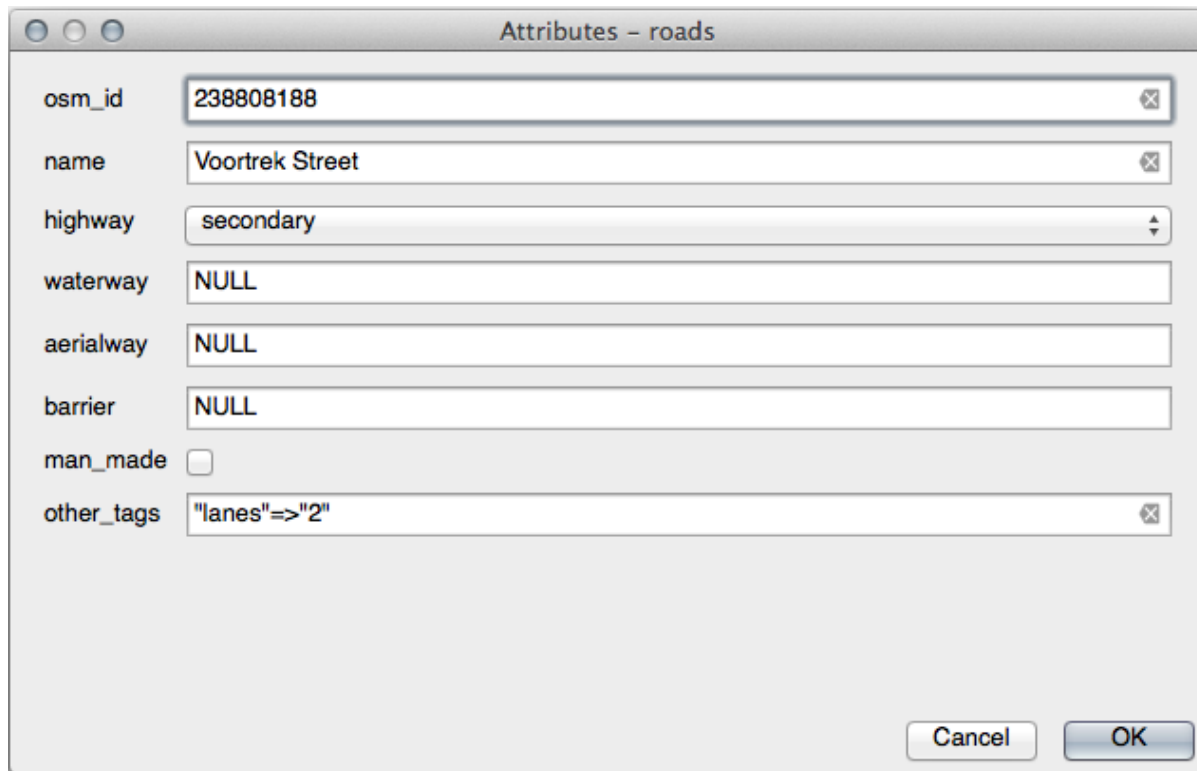 Attributes – roads
osm_id 238808188
name Voortrek Street
highway secondary
waterway NULL
aerialway NULL
barrier NULL
man_made
other_tags "lanes"=>"2"
Cancel OK